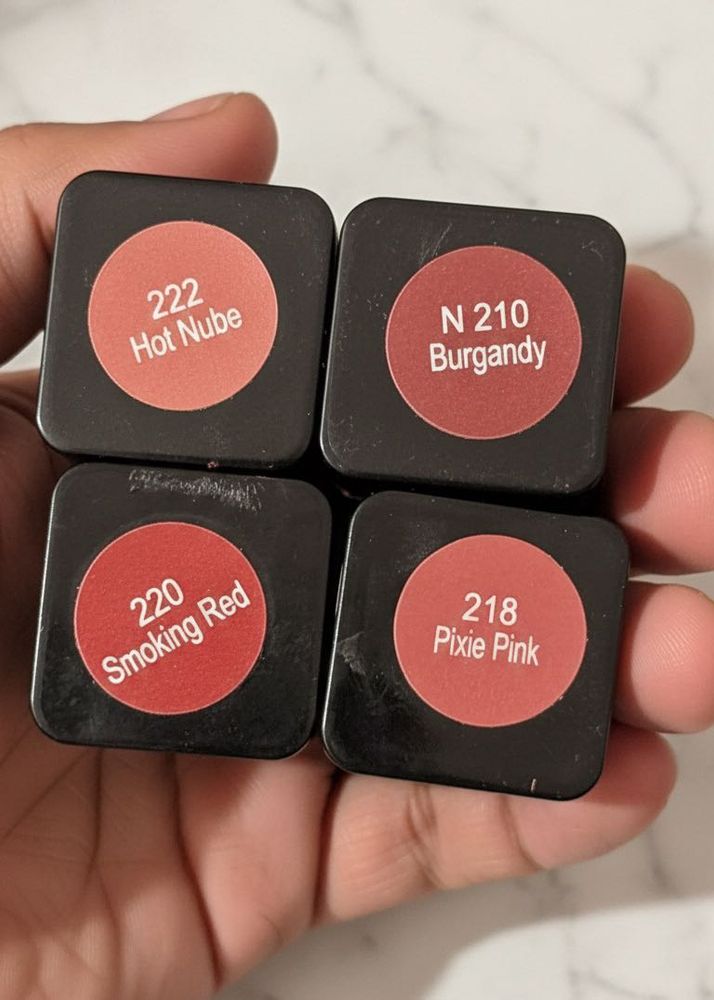 222
Hot Nube
N 210
Burgandy
220
Smoking Red
218
Pixie Pink